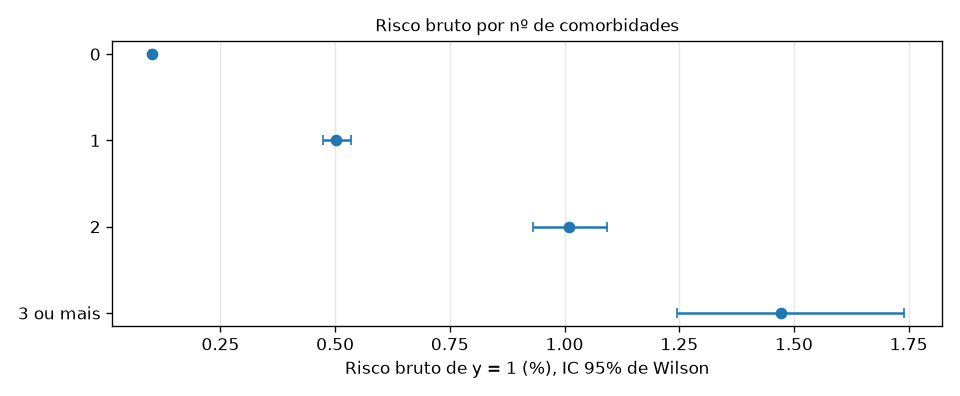 Risco bruto por nº de comorbidades
0
1
2
3 ou mais
0.25 0.50 0.75 1.00 1.25 1.50 1.75
Risco bruto de y = 1 (%), IC 95% de Wilson